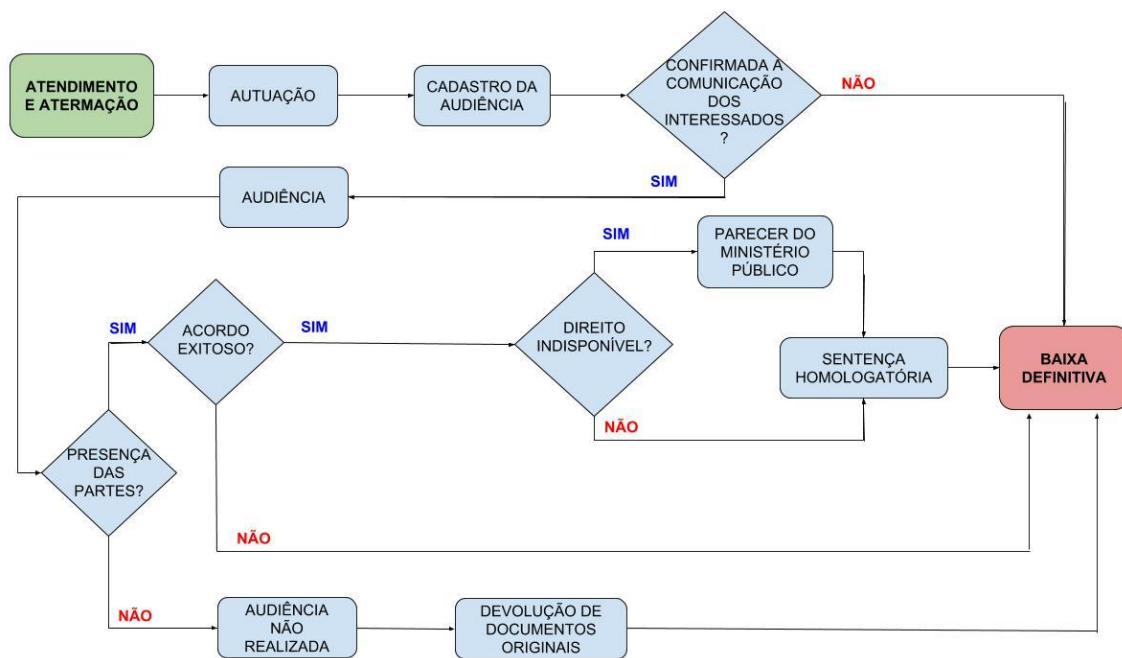 ATENDIMENTO
E ATERMAÇÃO
AUTUAÇÃO
CADASTRO DA
AUDIÊNCIA
CONFIRMADA A
COMUNICAÇÃO
DOS
INTERESSADOS
?
NÃO
SIM
AUDIÊNCIA
SIM
PARECER DO
MINISTÉRIO
PÚBLICO
SIM
ACORDO
EXITOSO?
SIM
DIREITO
INDISPONÍVEL?
SENTENÇA
HOMOLOGATÓRIA
BAIXA
DEFINITIVA
NÃO
PRESENÇA
DAS
PARTES?
NÃO
NÃO
AUDIÊNCIA
NÃO
REALIZADA
DEVOLUÇÃO DE
DOCUMENTOS
ORIGINAIS